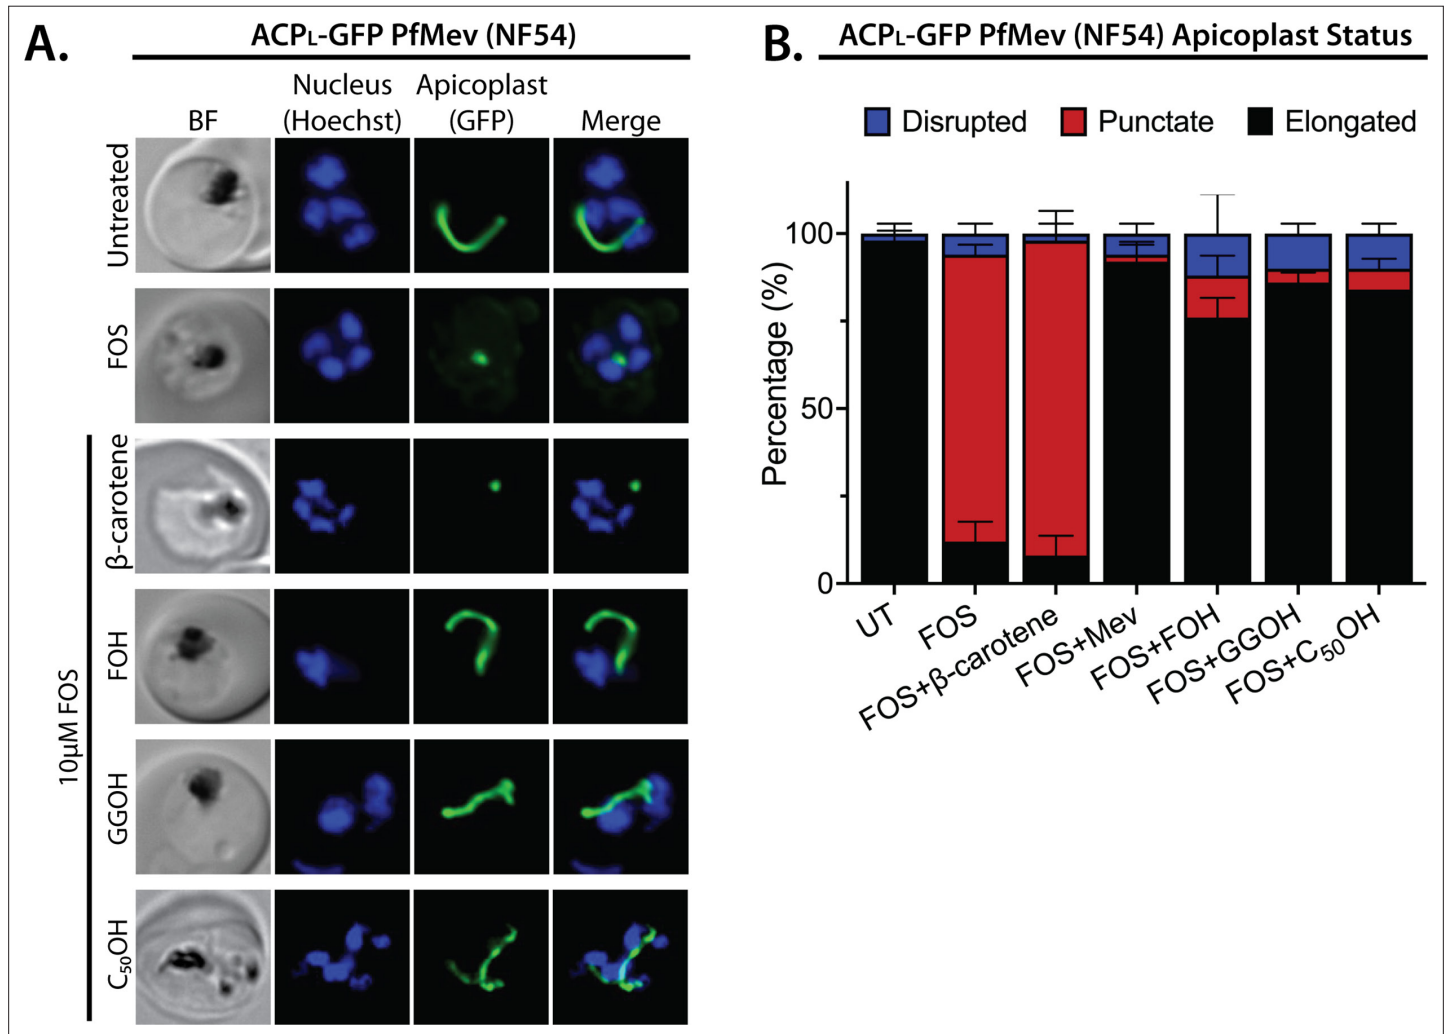 A.
ACPL-GFP PfMev (NF54)
BF
Nucleus
(Hoechst)
Apicoplast
(GFP)
Merge
Untreated
FOS
10μM FOS
β-carotene
FOH
GGOH
C₅₀OH
B.
ACPL-GFP PfMev (NF54) Apicoplast Status
Disrupted
Punctate
Elongated
Percentage (%)
100
50
0
UT
FOS
FOS+β-carotene
FOS+Mev
FOS+FOH
FOS+GGOH
FOS+C₅₀OH